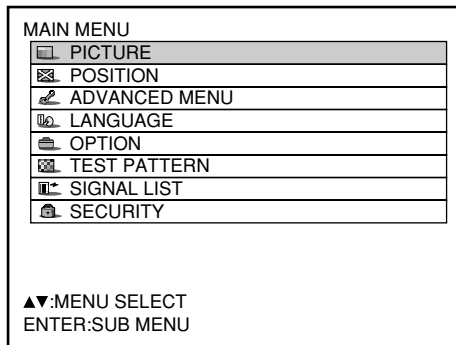 MAIN MENU
PICTURE
POSITION
ADVANCED MENU
LANGUAGE
OPTION
TEST PATTERN
SIGNAL LIST
SECURITY
▲▼:MENU SELECT
ENTER:SUB MENU